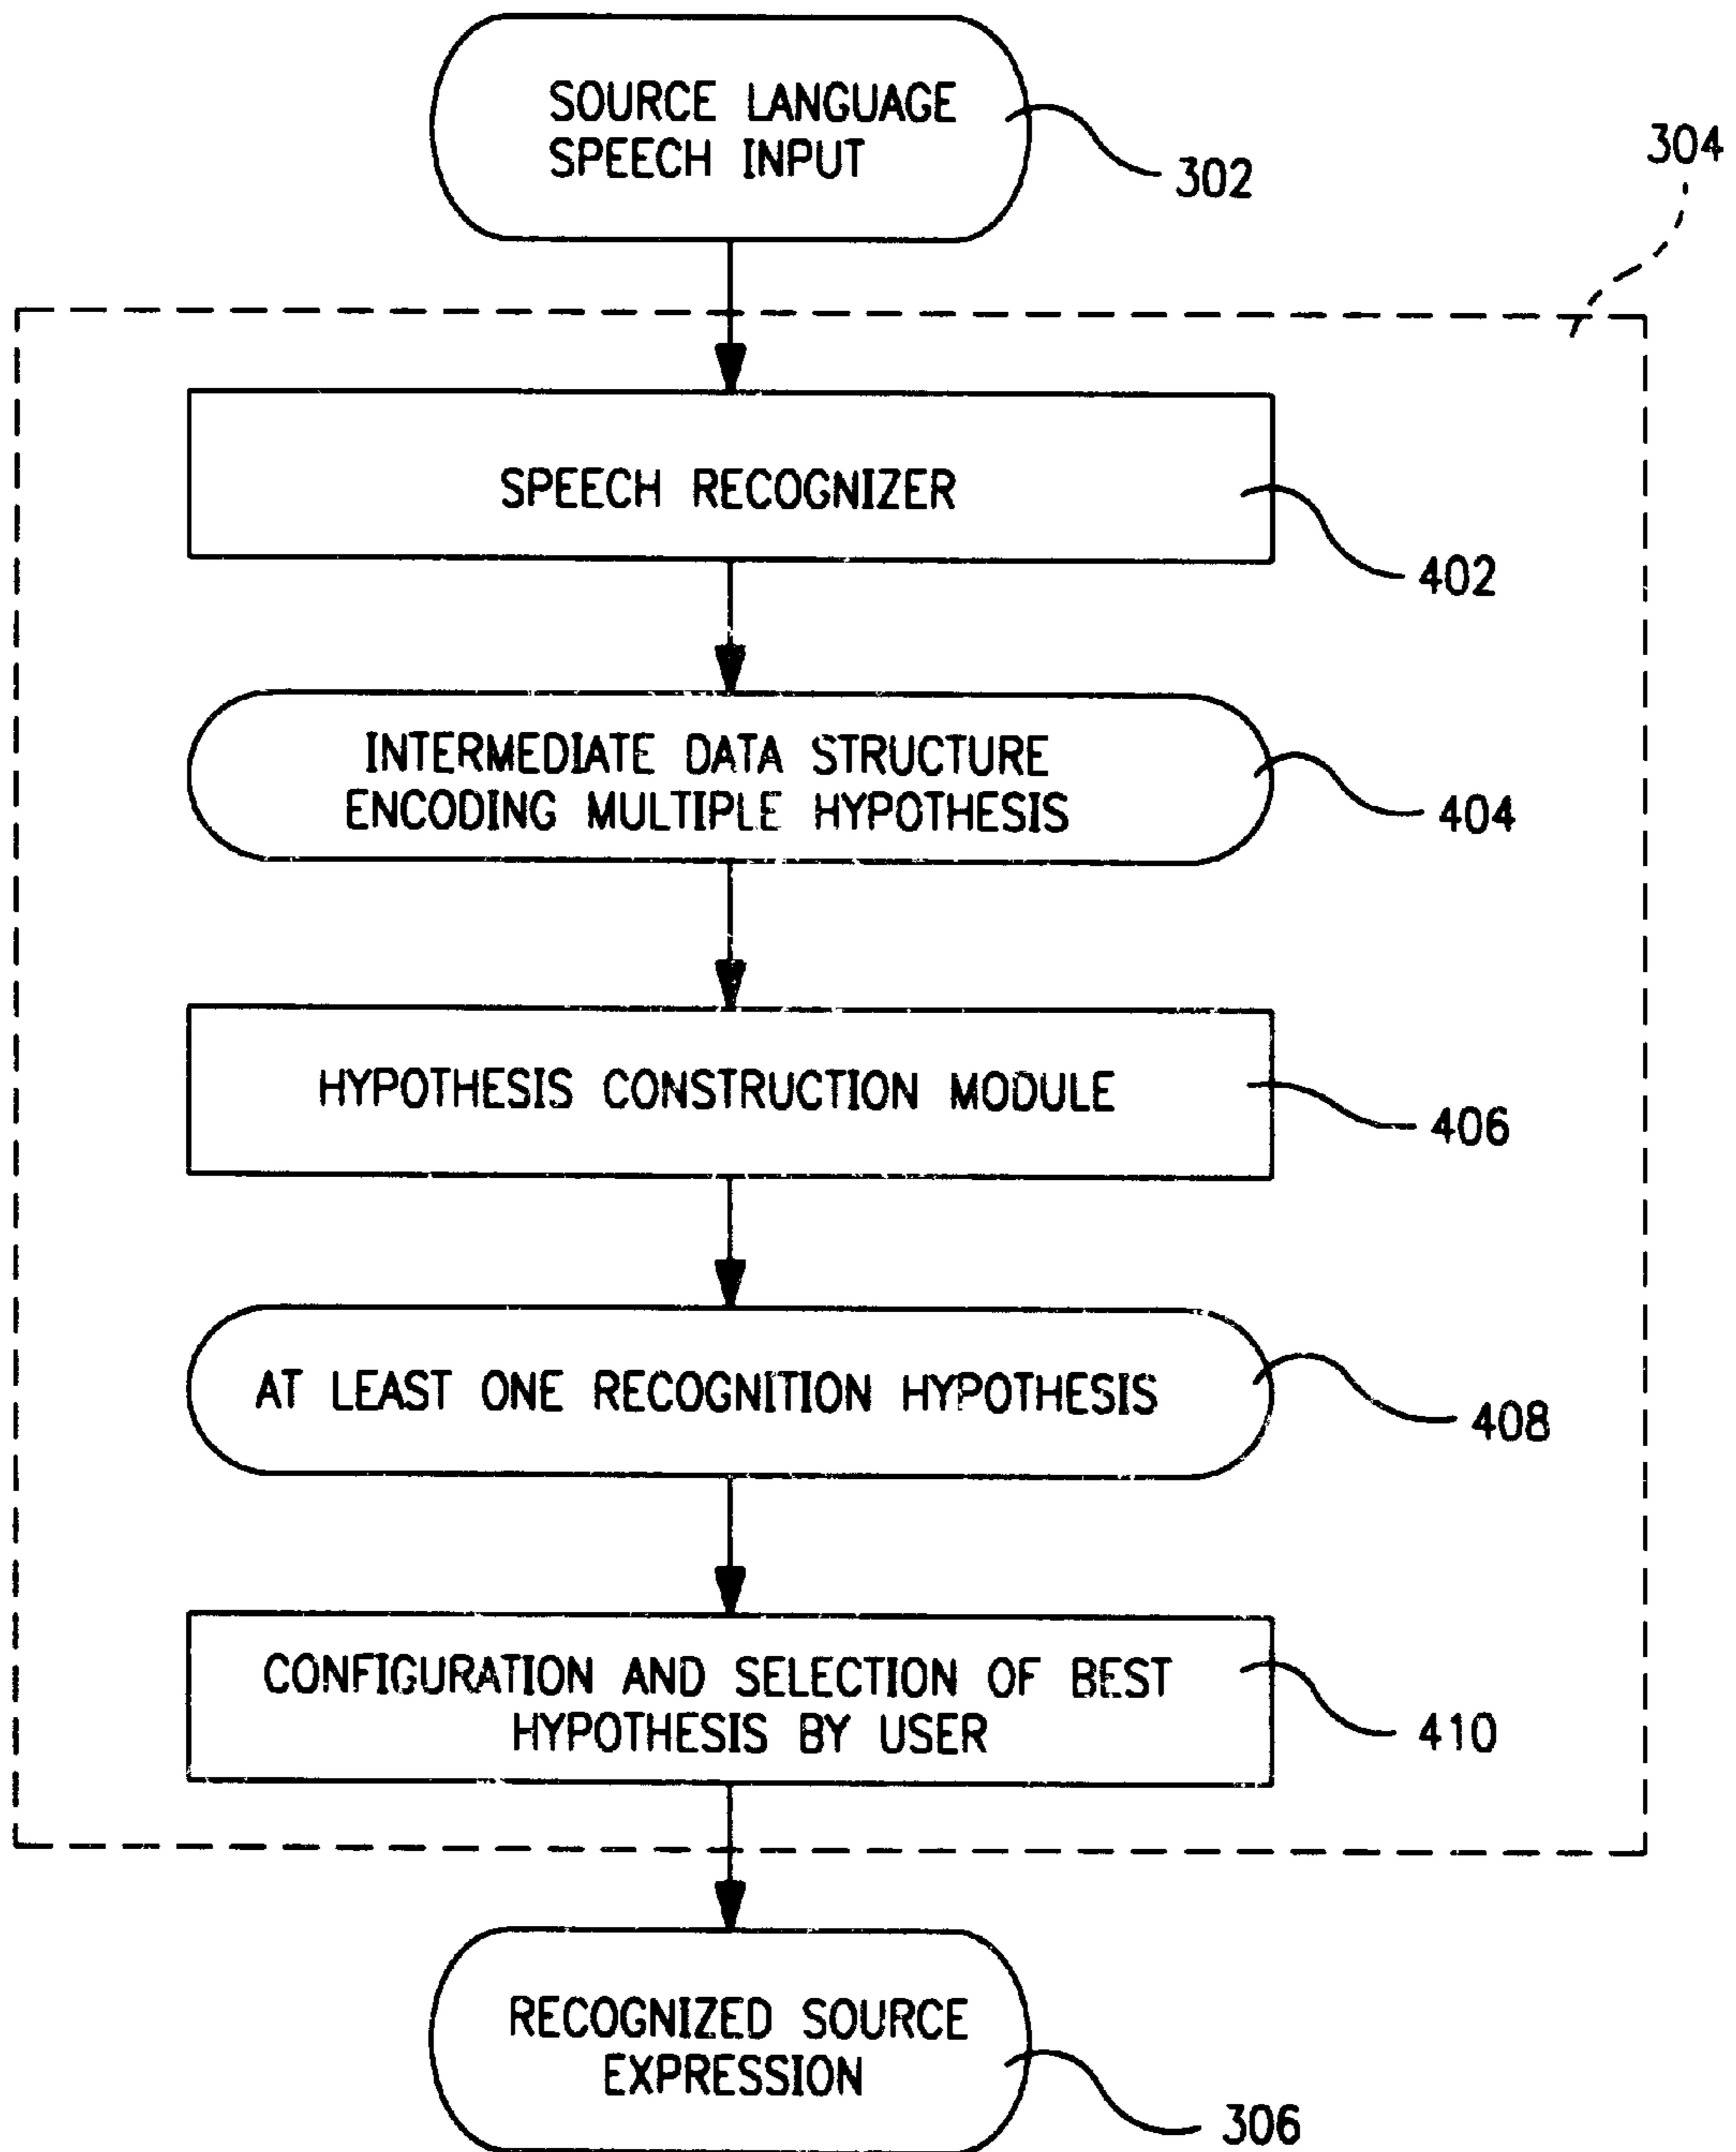 SOURCE LANGUAGE
SPEECH INPUT
302
304
SPEECH RECOGNIZER
402
INTERMEDIATE DATA STRUCTURE
ENCODING MULTIPLE HYPOTHESIS
404
HYPOTHESIS CONSTRUCTION MODULE
406
AT LEAST ONE RECOGNITION HYPOTHESIS
408
CONFIGURATION AND SELECTION OF BEST
HYPOTHESIS BY USER
410
RECOGNIZED SOURCE
EXPRESSION
306